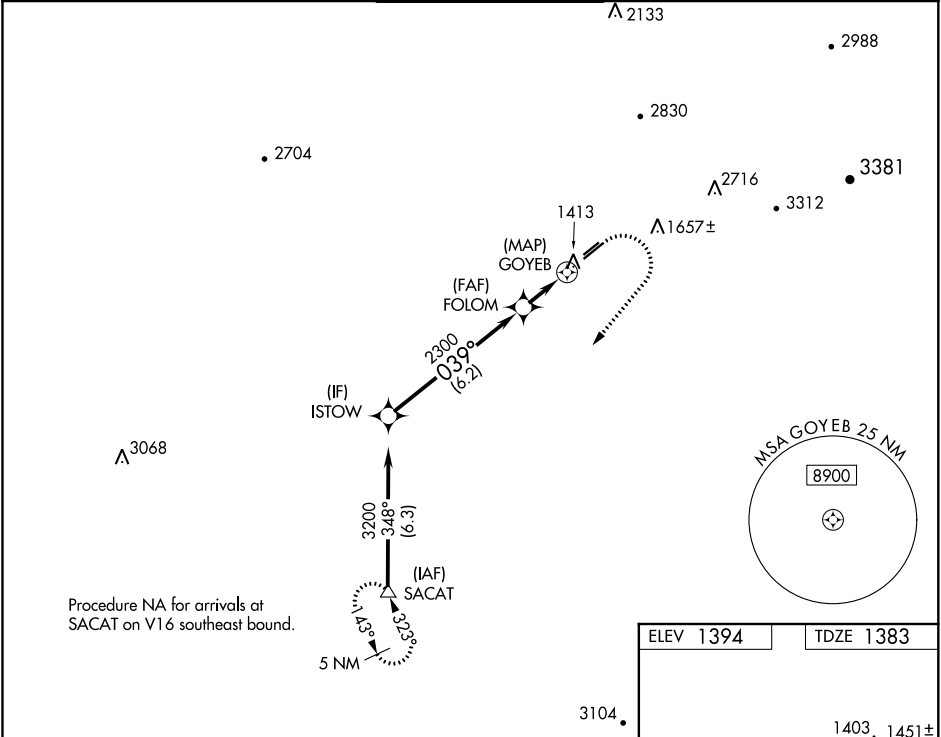 2133
2988
2830
2704
3381
2716
3312
1413
1657±
(MAP)
GOYEB
(FAF)
FOLOM
2300
039°
(6.2)
(IF)
ISTOW
3068
MSA GOYEB 25 NM
8900
3200
348°
(6.3)
(IAF)
SACAT
143°
323°
5 NM
Procedure NA for arrivals at
SACAT on V16 southeast bound.
ELEV 1394
TDZE 1383
3104
1403
1451±